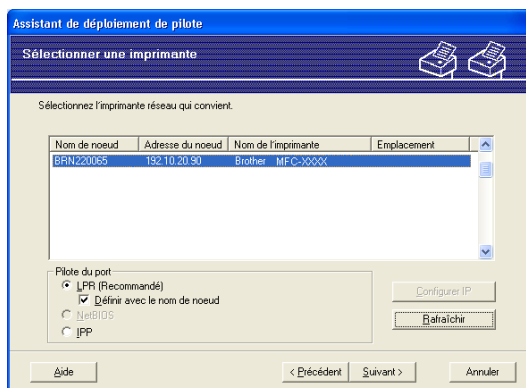 Assistant de déploiement de pilote
Sélectionner une imprimante
Sélectionnez l'imprimante réseau qui convient.
Nom de noeud Adresse du noeud Nom de l'imprimante Emplacement
BRN220065 192.10.20.90 Brother MFC-XXXX
Pilote du port
LPR (Recommandé)
Définir avec le nom de noeud
NetBIOS
IPP
Configurer IP
Rafraîchir
Aide
< Précédent
Suivant >
Annuler